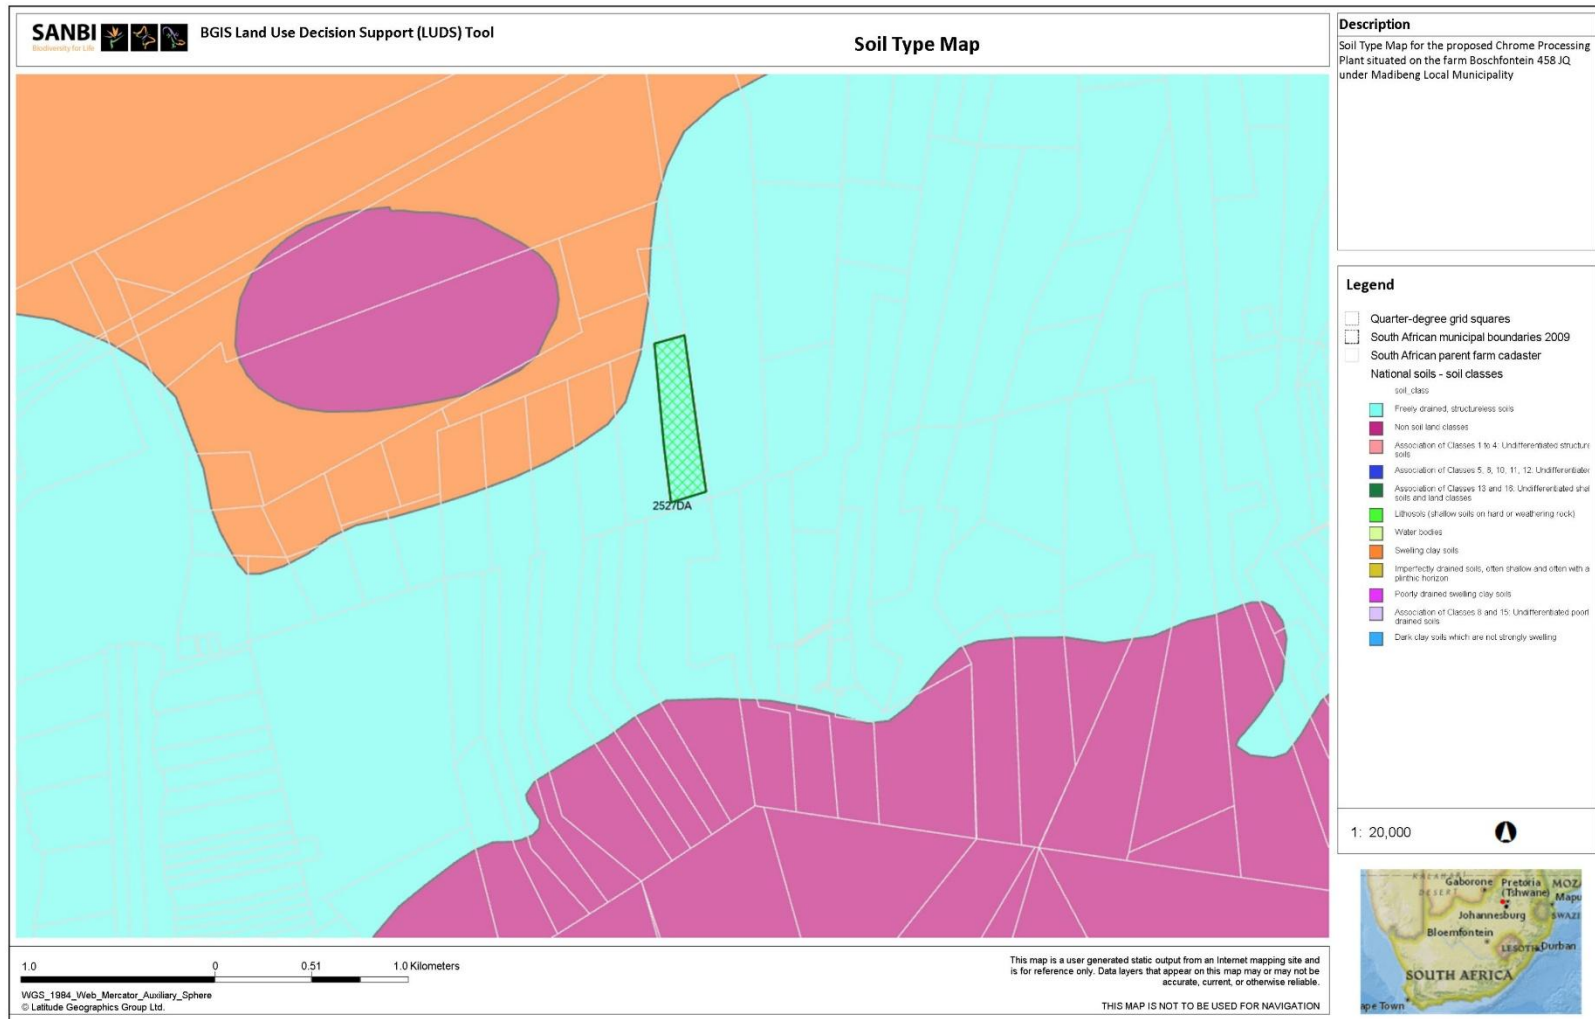 SANBI
Biodiversity for Life
BGIS Land Use Decision Support (LUDS) Tool
Soil Type Map
Description
Soil Type Map for the proposed Chrome Processing
Plant situated on the farm Boschfontein 458 JQ
under Madibeng Local Municipality
2527DA
Legend
Quarter-degree grid squares
South African municipal boundaries 2009
South African parent farm cadaster
National soils - soil classes
soil_class
Freely drained, structureless soils
Non soil land classes
Association of Classes 1 to 4: Undifferentiated structure
soils
Association of Classes 5, 8, 10, 11, 12: Undifferentiated
Association of Classes 13 and 16: Undifferentiated shal
soils and land classes
Lithosols (shallow soils on hard or weathering rock)
Water bodies
Swelling clay soils
Imperfectly drained soils, often shallow and often with a
plinthic horizon
Poorly drained swelling clay soils
Association of Classes 8 and 15: Undifferentiated poorl
drained soils
Dark clay soils which are not strongly swelling
1: 20,000
KALAHARI
DESERT
Gaborone
Pretoria
(Tshwane)
MOZ
Mapu
Johannesburg
SWAZI
Bloemfontein
LESOTHO
Durban
SOUTH AFRICA
ape Town
1.0 0 0.51 1.0 Kilometers
WGS_1984_Web_Mercator_Auxiliary_Sphere
© Latitude Geographics Group Ltd.
This map is a user generated static output from an Internet mapping site and
is for reference only. Data layers that appear on this map may or may not be
accurate, current, or otherwise reliable.
THIS MAP IS NOT TO BE USED FOR NAVIGATION